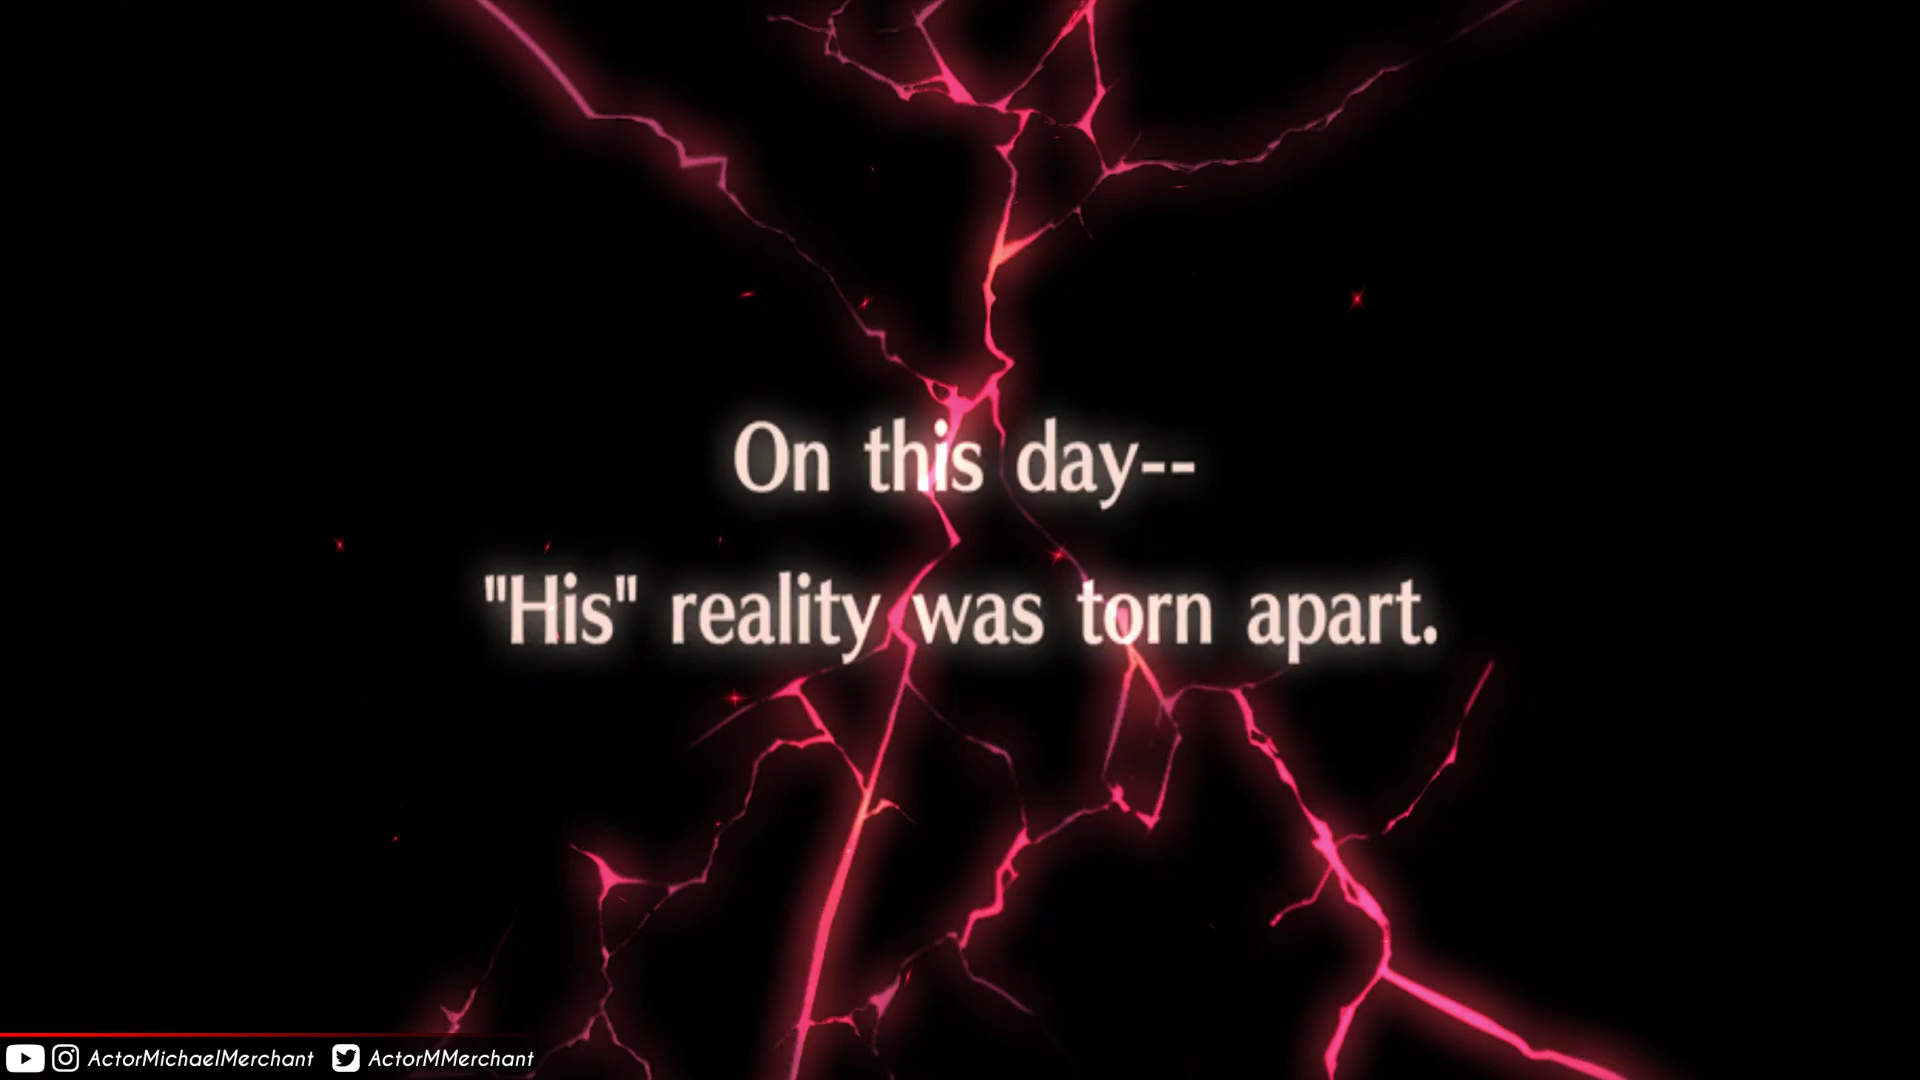 On this day--
"His" reality was torn apart.
ActorMichaelMerchant ActorMMerchant